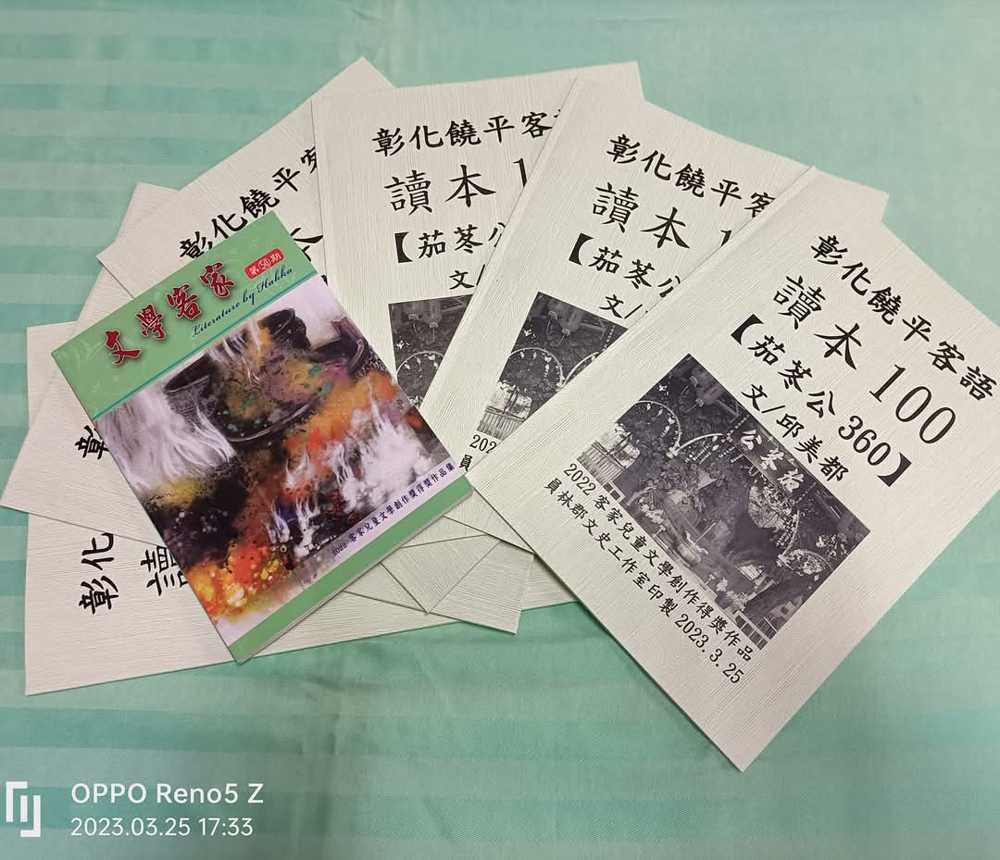 彰化饒平客
讀本
【茄苳
文/
彰化饒平客
讀本 1
【茄苳公
文/
202
員
彰化饒平客
彰化
讀
文學客家
第50期
Literature by Hakka
2022 客家兒童文學創作獎得獎作品集
彰化饒平客語
讀本 100
【茄苳公 360】
文/邱美都
公苳茄
2022 客家兒童文學創作得獎作品
員林郡文史工作室印製 2023.3.25
OPPO Reno5 Z
2023.03.25 17:33